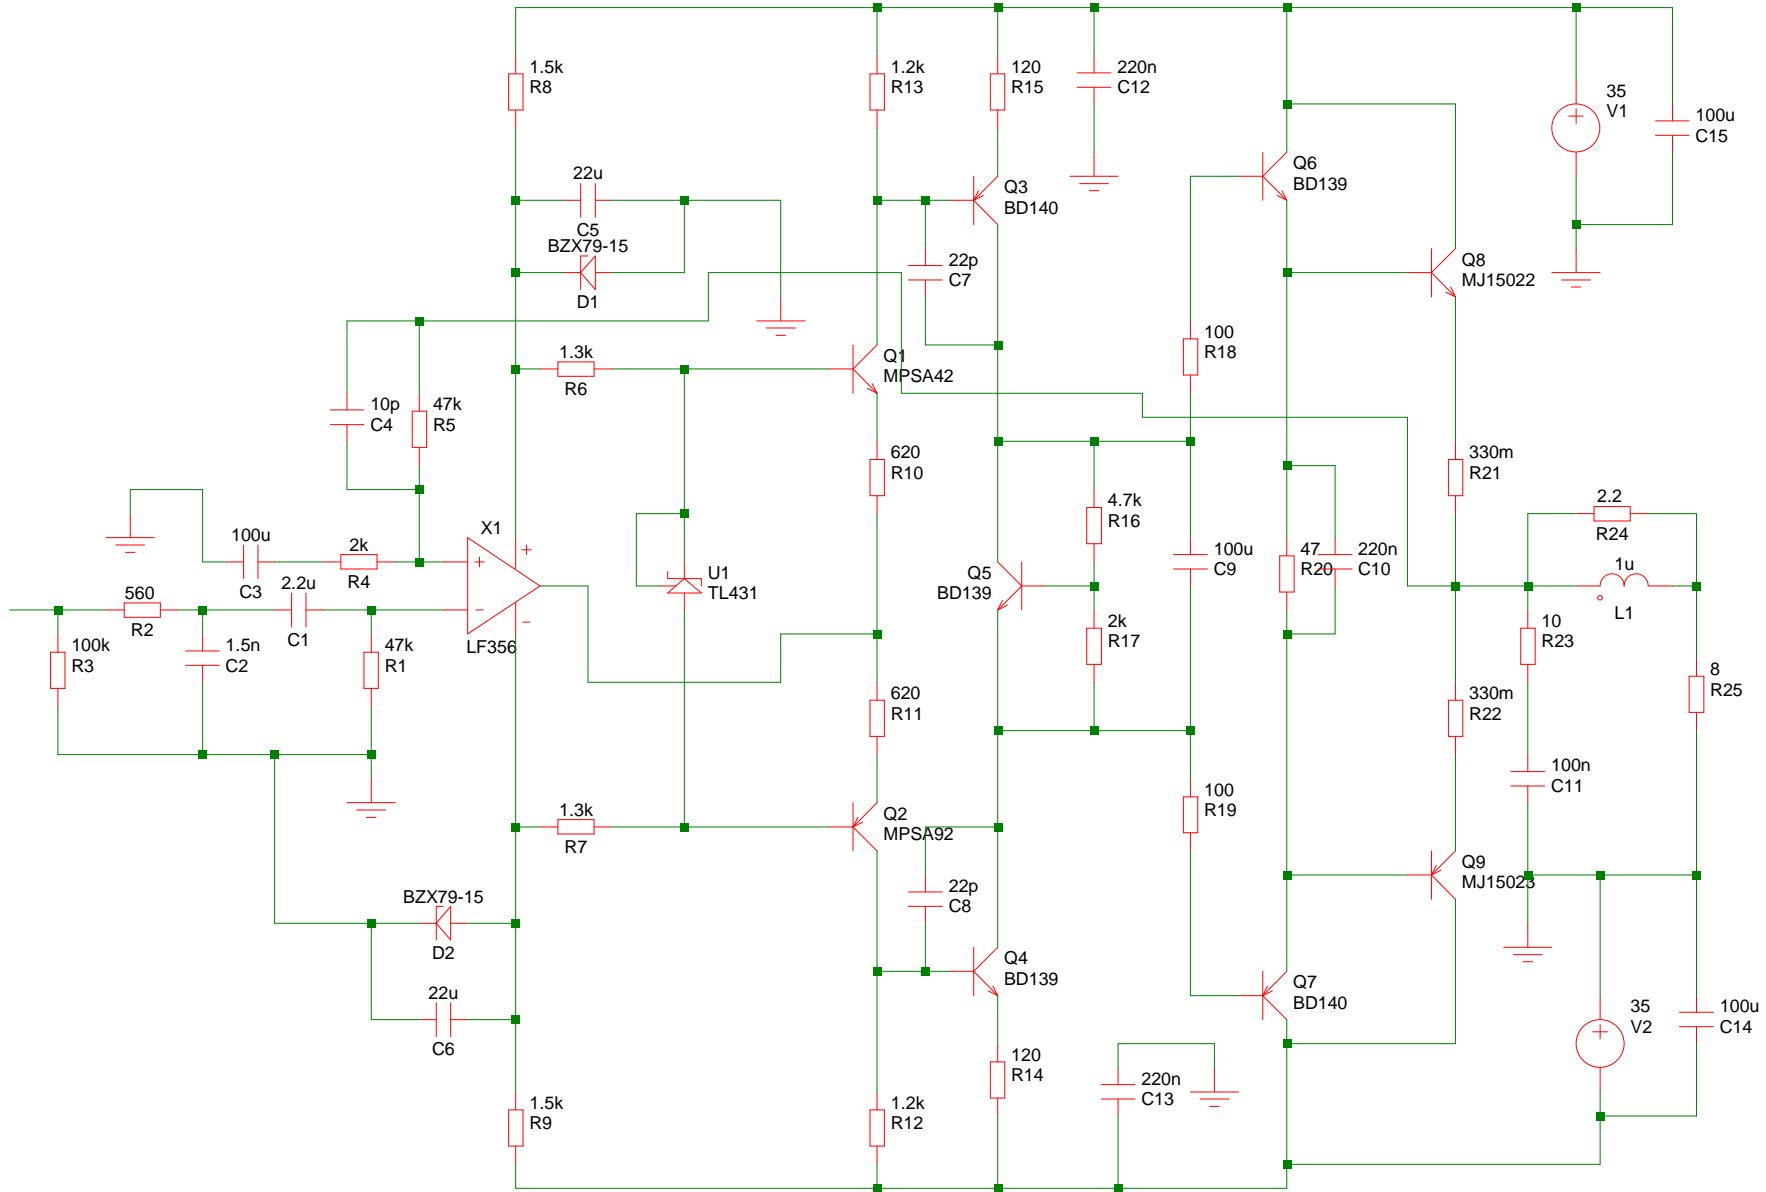 1.5k
R8
1.2k
R13
120
R15
220n
C12
35
V1
100u
C15
Q6
BD139
22u
C5
Q3
BD140
BZX79-15
D1
22p
C7
Q8
MJ15022
1.3k
R6
Q1
MPSA42
100
R18
10p
C4
47k
R5
620
R10
330m
R21
4.7k
R16
2.2
R24
X1
+
100u
C3
2k
R4
+
-
-
LF356
2.2u
C1
560
R2
U1
TL431
Q5
BD139
100u
C9
47
R20
220n
C10
1u
L1
100k
R3
1.5n
C2
47k
R1
2k
R17
10
R23
8
R25
620
R11
330m
R22
100n
C11
1.3k
R7
Q2
MPSA92
100
R19
Q9
MJ15023
BZX79-15
D2
22p
C8
Q4
BD139
Q7
BD140
22u
C6
35
V2
100u
C14
120
R14
220n
C13
1.5k
R9
1.2k
R12